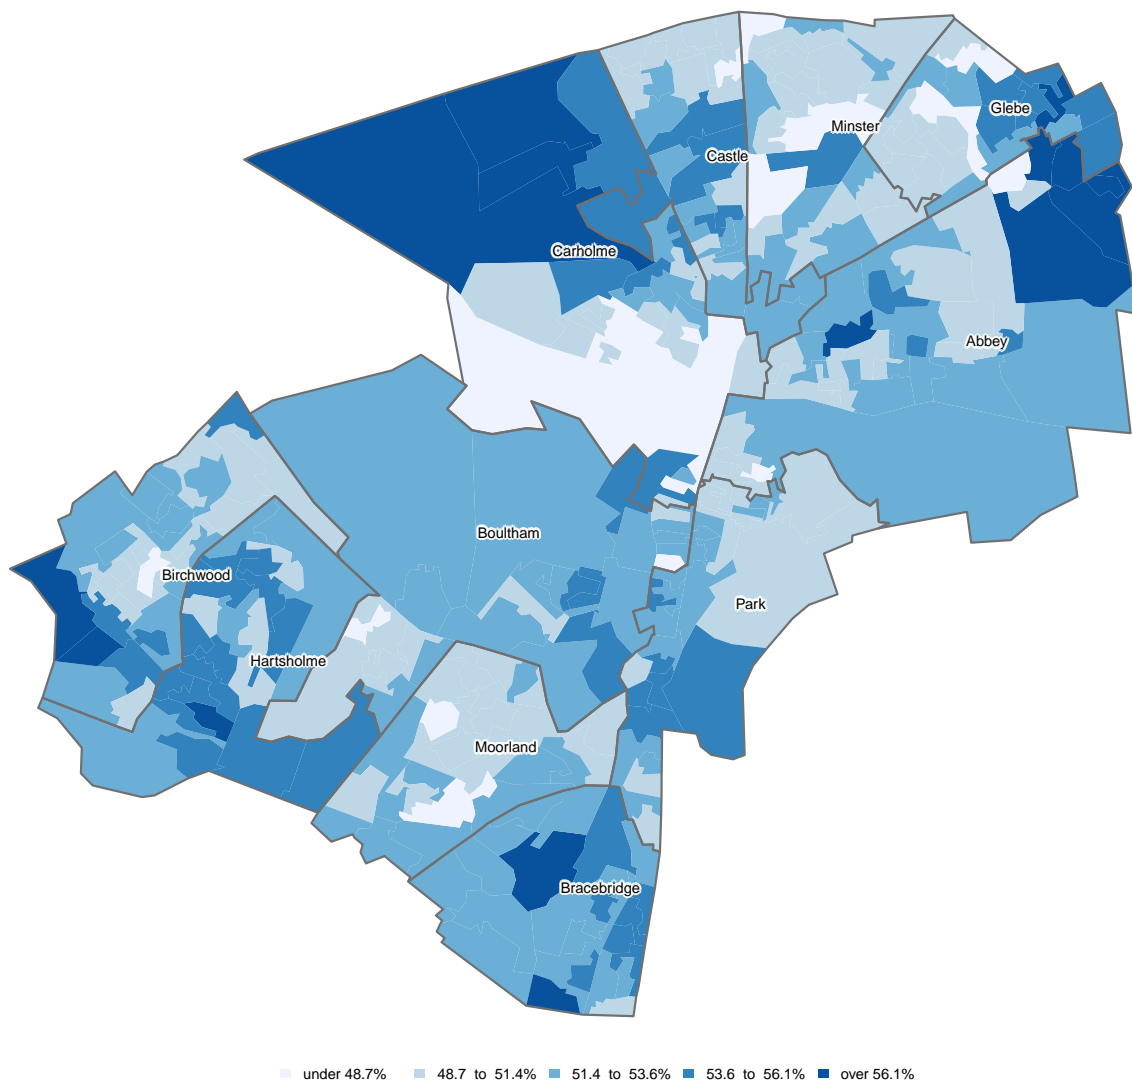 Glebe
Minster
Castle
Carholme
Abbey
Boultham
Birchwood
Park
Hartsholme
Moorland
Bracebridge
under 48.7% 48.7 to 51.4% 51.4 to 53.6% 53.6 to 56.1% over 56.1%